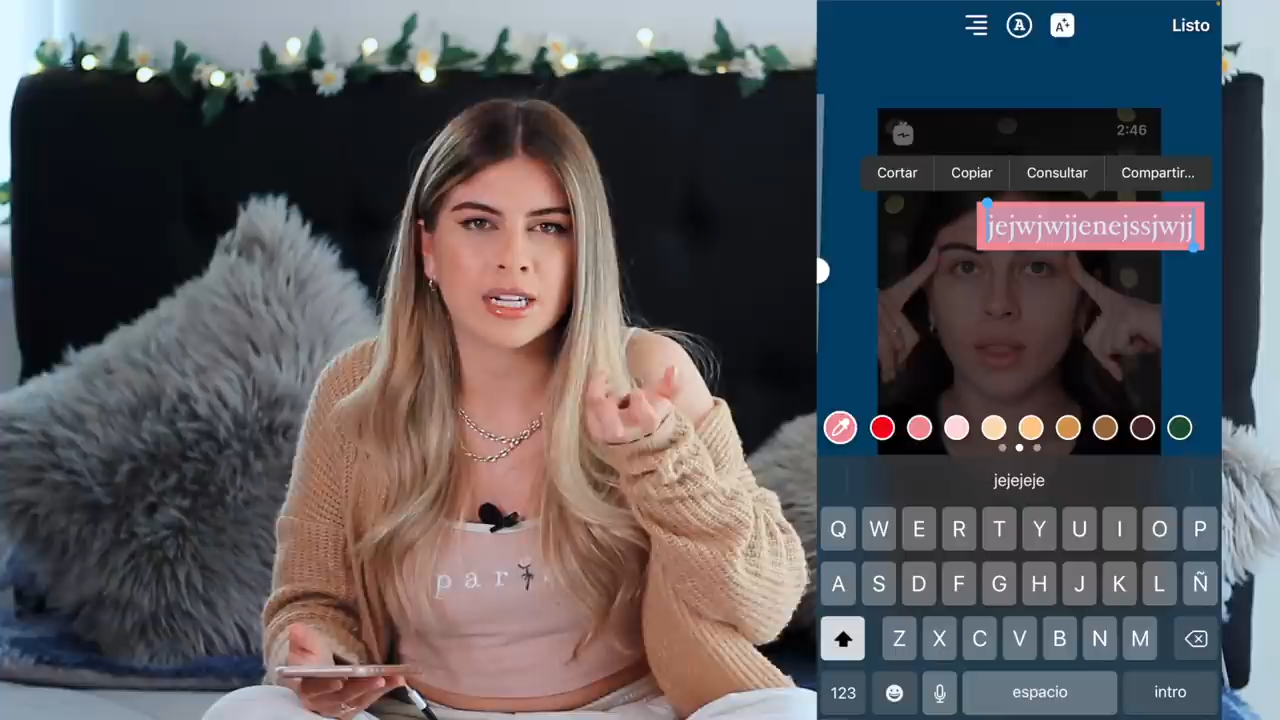 Listo
2:46
Cortar Copiar Consultar Compartir...
jejwjwjjenejssjwjj
jejejeje
Q W E R T Y U I O P
A S D F G H J K L Ñ
Z X C V B N M
123 espacio intro
par